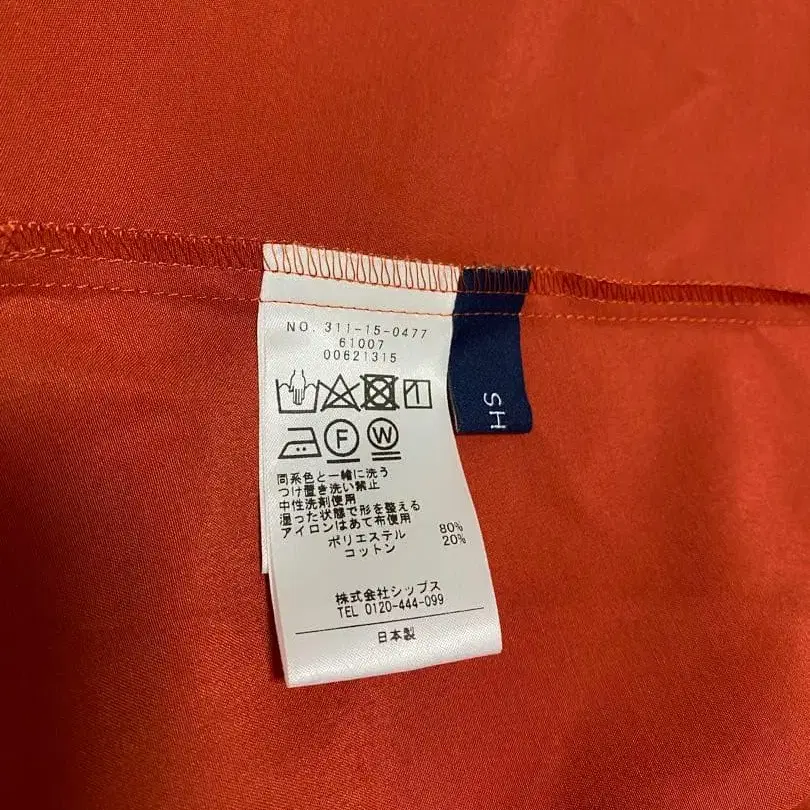 NO. 311-15-0477
61007
00621315
F W
同系色と一緒に洗う
つけ置き洗い禁止
中性洗剤使用
湿った状態で形を整える
アイロンはあて布使用
ポリエステル 80%
コットン 20%
株式会社シップス
TEL 0120-444-099
日本製
SH